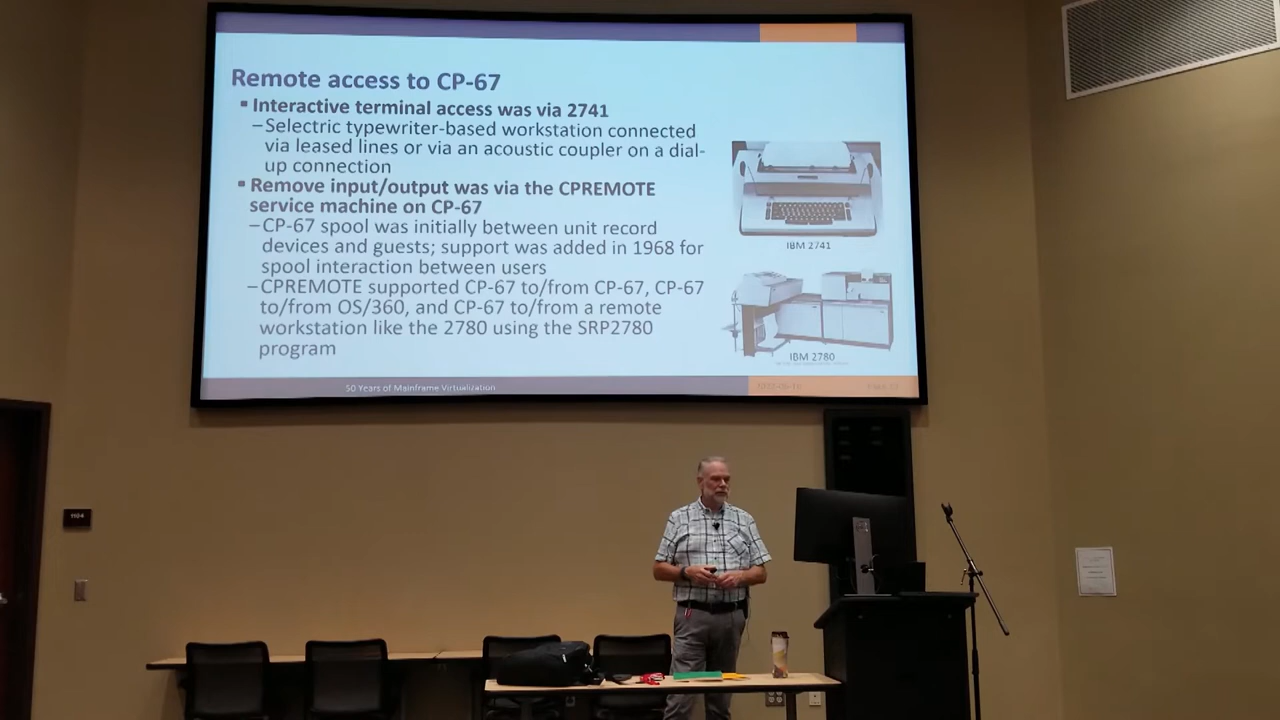 Remote access to CP-67
▪ Interactive terminal access was via 2741
–Selectric typewriter-based workstation connected
via leased lines or via an acoustic coupler on a dial-
up connection
▪ Remove input/output was via the CPREMOTE
service machine on CP-67
–CP-67 spool was initially between unit record
devices and guests; support was added in 1968 for
spool interaction between users
–CPREMOTE supported CP-67 to/from CP-67, CP-67
to/from OS/360, and CP-67 to/from a remote
workstation like the 2780 using the SRP2780
program
IBM 2741
IBM 2780
50 Years of Mainframe Virtualization
1104